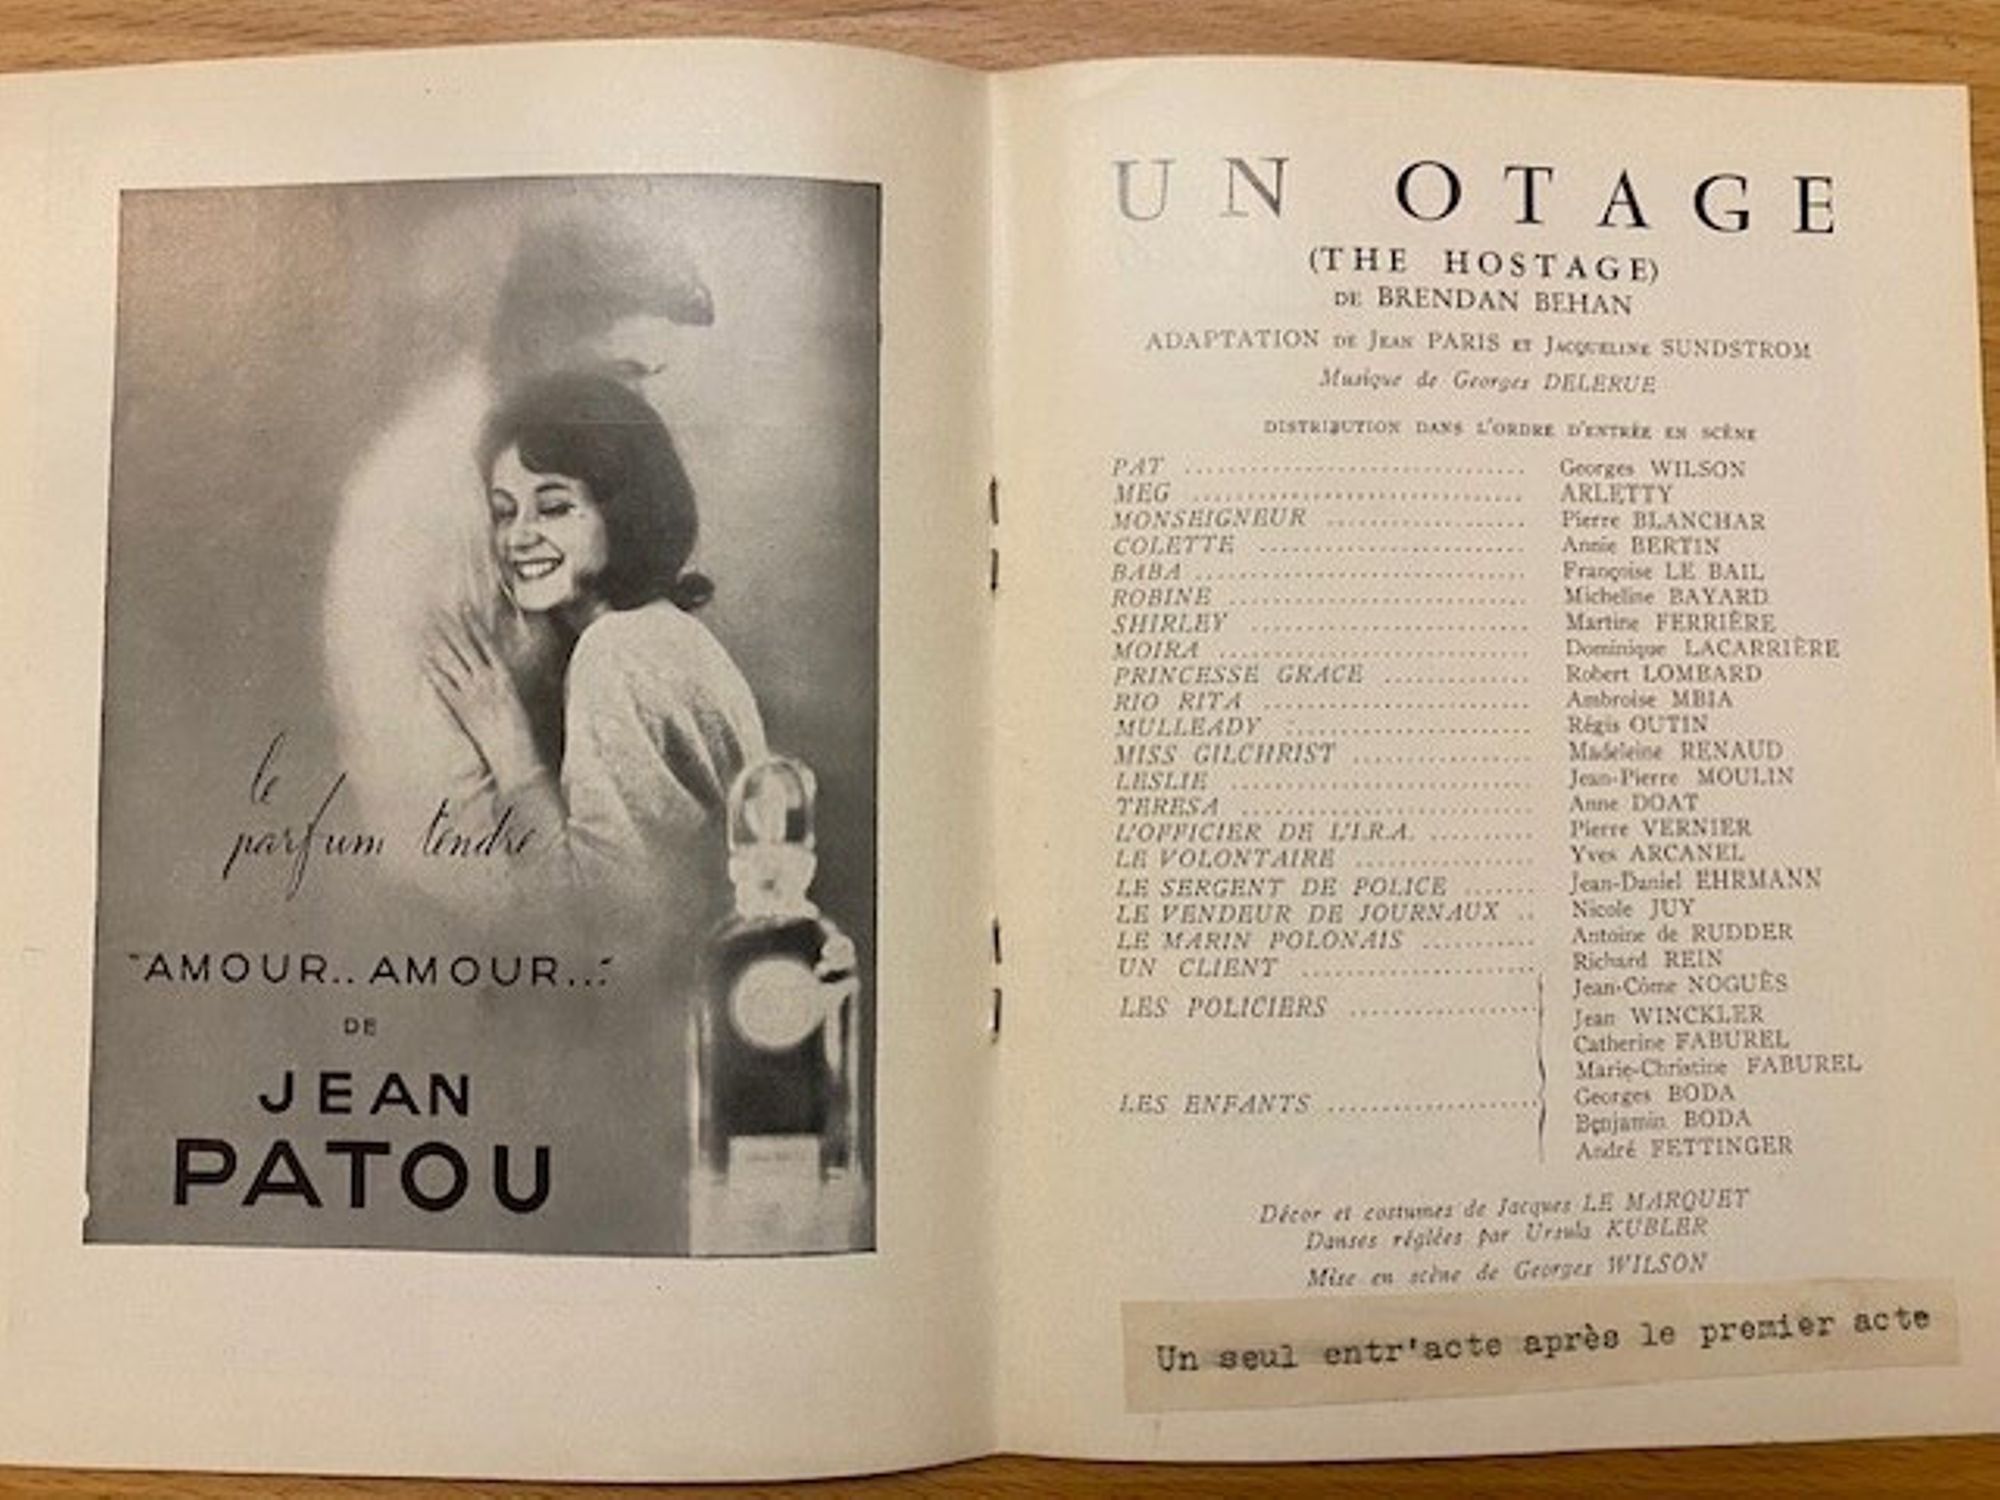 le
parfum tendre
"AMOUR..AMOUR..."
DE
JEAN
PATOU
UN OTAGE
(THE HOSTAGE)
DE BRENDAN BEHAN
ADAPTATION DE JEAN PARIS ET JACQUELINE SUNDSTROM
Musique de Georges DELERUE
DISTRIBUTION DANS L'ORDRE D'ENTRÉE EN SCÈNE
PAT ................................ Georges WILSON
MEG ................................ ARLETTY
MONSEIGNEUR ................... Pierre BLANCHAR
COLETTE ......................... Annie BERTIN
BABA ................................ Françoise LE BAIL
ROBINE ............................. Micheline BAYARD
SHIRLEY ........................... Martine FERRIÈRE
MOIRA .............................. Dominique LACARRIÈRE
PRINCESSE GRACE .............. Robert LOMBARD
RIO RITA .......................... Ambroise MBIA
MULLEADY ........................ Régis OUTIN
MISS GILCHRIST ................. Madeleine RENAUD
LESLIE .............................. Jean-Pierre MOULIN
TERESA ............................ Anne DOAT
L'OFFICIER DE L'I.R.A. .......... Pierre VERNIER
LE VOLONTAIRE ................. Yves ARCANEL
LE SERGENT DE POLICE ....... Jean-Daniel EHRMANN
LE VENDEUR DE JOURNAUX .. Nicole JUY
LE MARIN POLONAIS ........... Antoine de RUDDER
UN CLIENT ...................... Richard REIN
Jean-Côme NOGUÈS
LES POLICIERS ................... Jean WINCKLER
Catherine FABUREL
Marie-Christine FABUREL
LES ENFANTS ..................... Georges BODA
Benjamin BODA
André FETTINGER
Décor et costumes de Jacques LE MARQUET
Danses réglées par Ursula KUBLER
Mise en scène de Georges WILSON
Un seul entr'acte après le premier acte